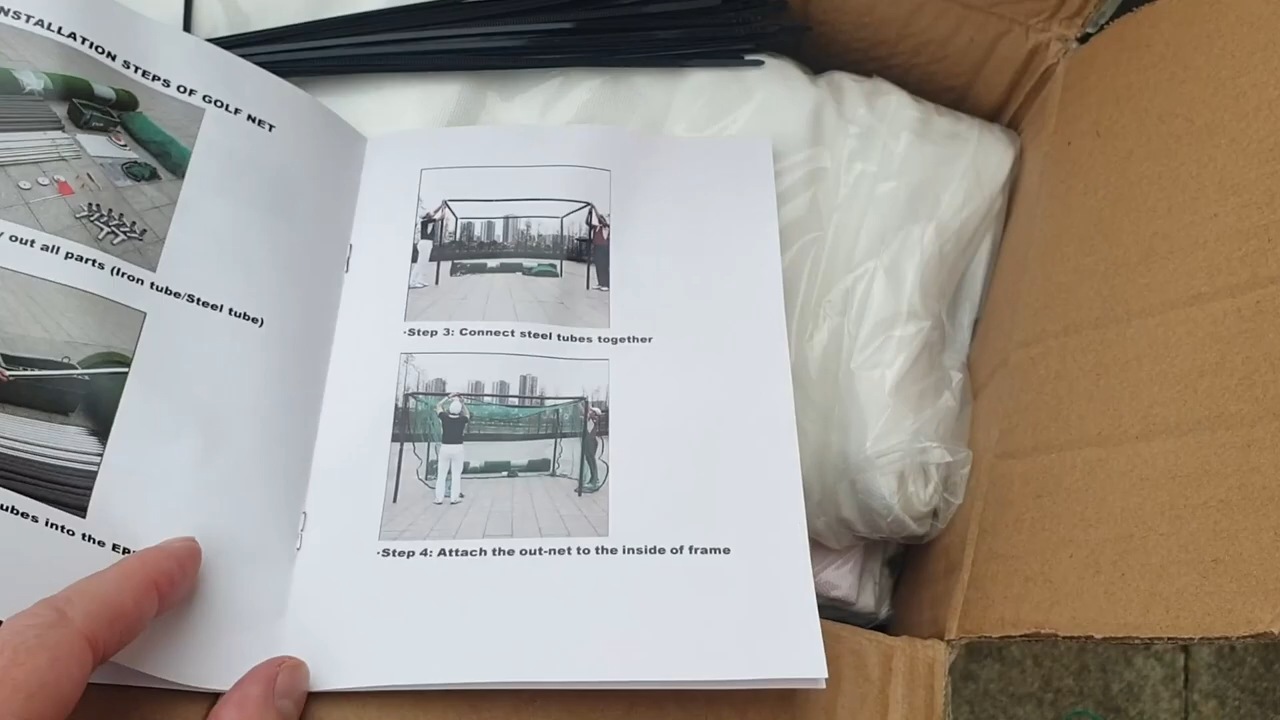 NSTALLATION STEPS OF GOLF NET
out all parts (Iron tube/Steel tube)
ubes into the
·Step 3: Connect steel tubes together
·Step 4: Attach the out-net to the inside of frame